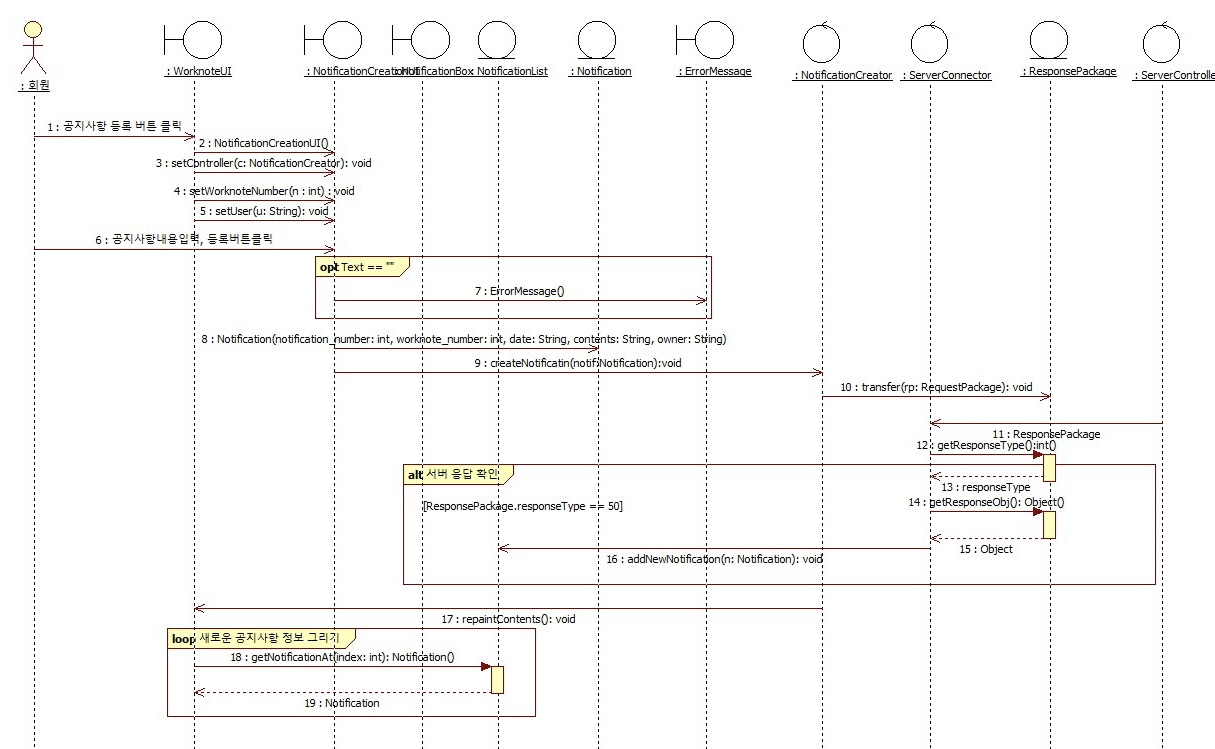 : 회원
: WorknoteUI
: NotificationCreationUI
: NotificationBox
NotificationList
: Notification
: ErrorMessage
: NotificationCreator
: ServerConnector
: ResponsePackage
: ServerControlle
1 : 공지사항 등록 버튼 클릭
2 : NotificationCreationUI()
3 : setController(c: NotificationCreator): void
4 : setWorknoteNumber(n : int) : void
5 : setUser(u: String): void
6 : 공지사항내용입력, 등록버튼클릭
opt Text == ""
7 : ErrorMessage()
8 : Notification(notification_number: int, worknote_number: int, date: String, contents: String, owner: String)
9 : createNotificatin(notif:Notification):void
10 : transfer(rp: RequestPackage): void
11 : ResponsePackage
12 : getResponseType():int()
alt 서버 응답 확인
13 : responseType
[ResponsePackage.responseType == 50]
14 : getResponseObj(): Object()
15 : Object
16 : addNewNotification(n: Notification): void
17 : repaintContents(): void
loop 새로운 공지사항 정보 그리기
18 : getNotificationAt(index: int): Notification()
19 : Notification